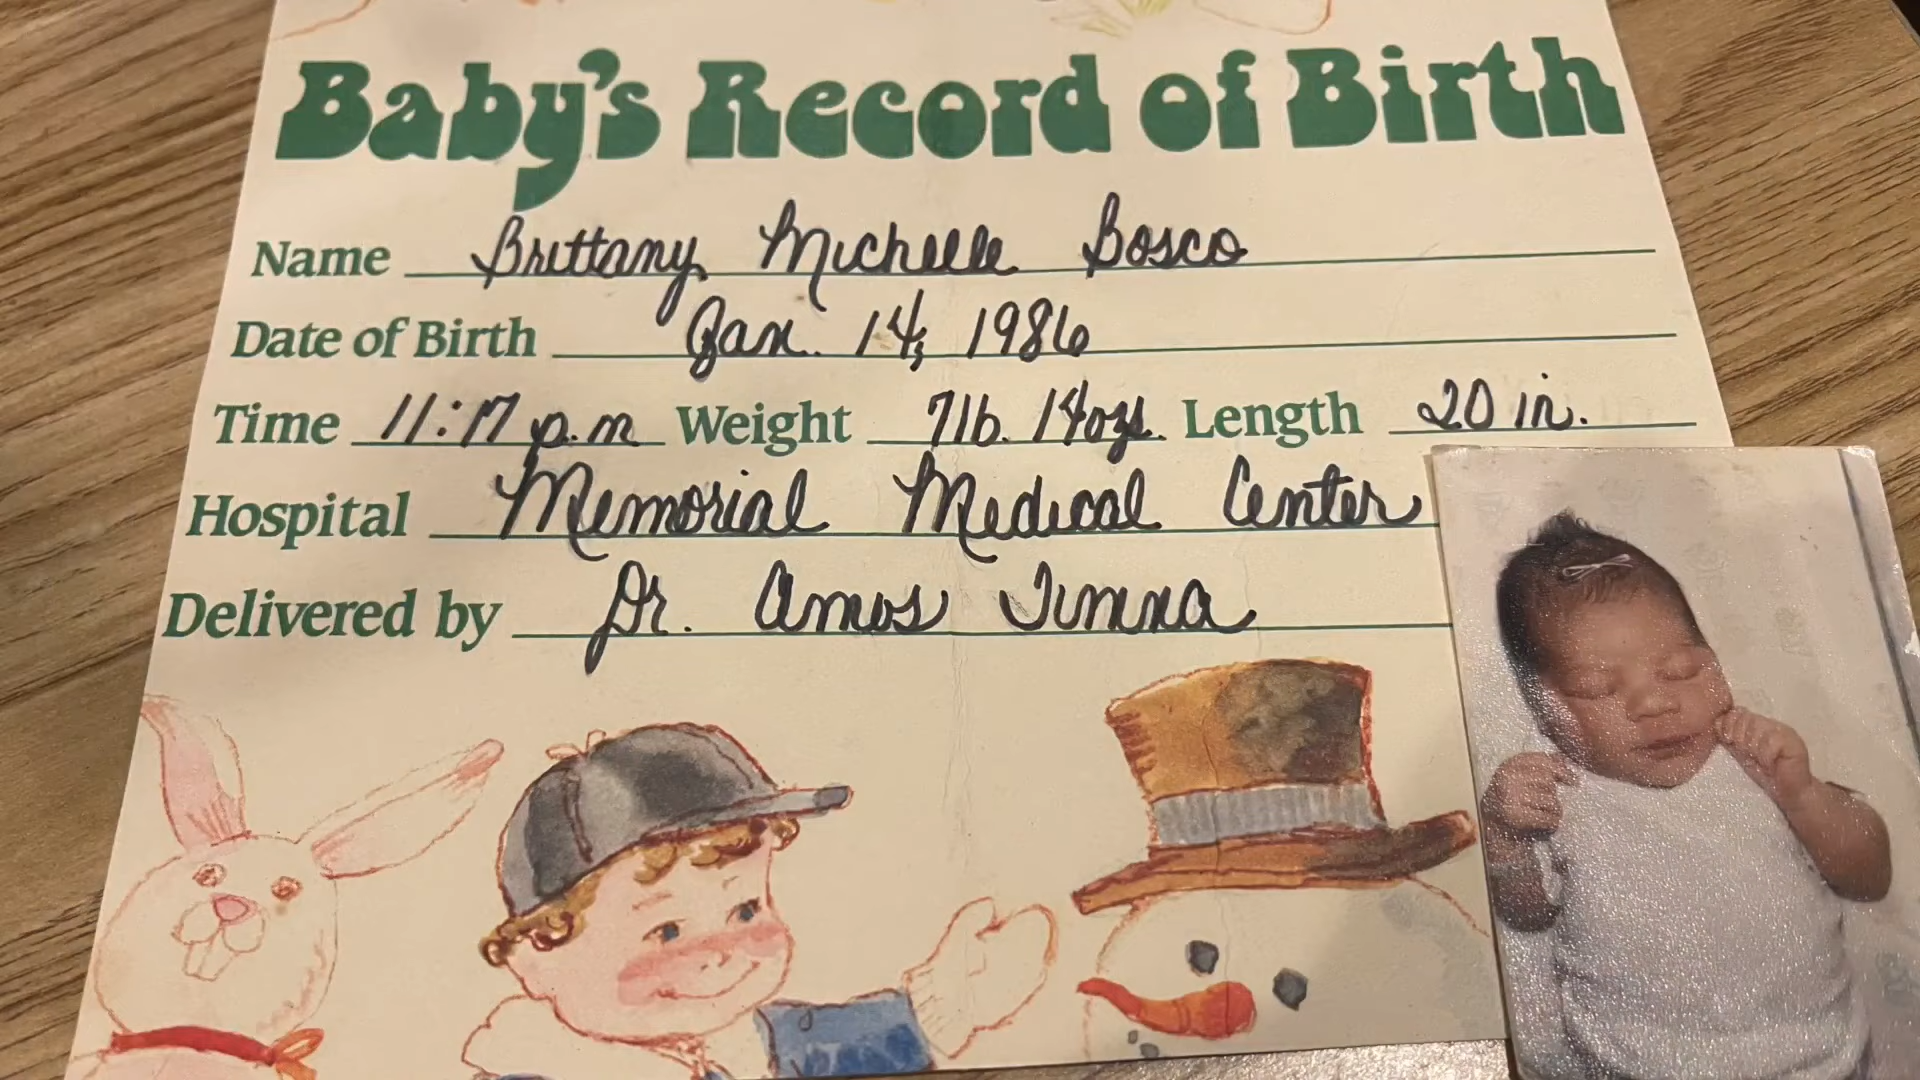 Baby's Record of Birth
Name Brittany Michelle Bosco
Date of Birth Jan. 14, 1986
Time 11:17 p.m Weight 7lb. 14ozs. Length 20 in.
Hospital Memorial Medical Center
Delivered by Dr. Amos